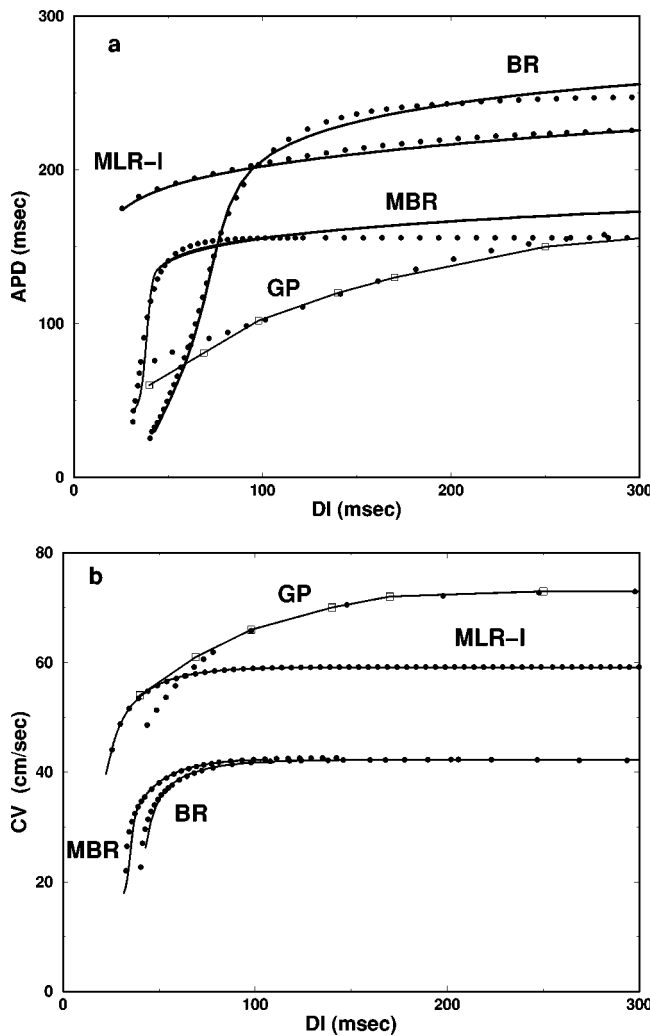 300
a
BR
200
MLR–I
MBR
APD (msec)
GP
100
0
0
100
200
300
DI (msec)
80
b
GP
MLR–I
60
CV (cm/sec)
40
BR
MBR
20
0
0
100
200
300
DI (msec)